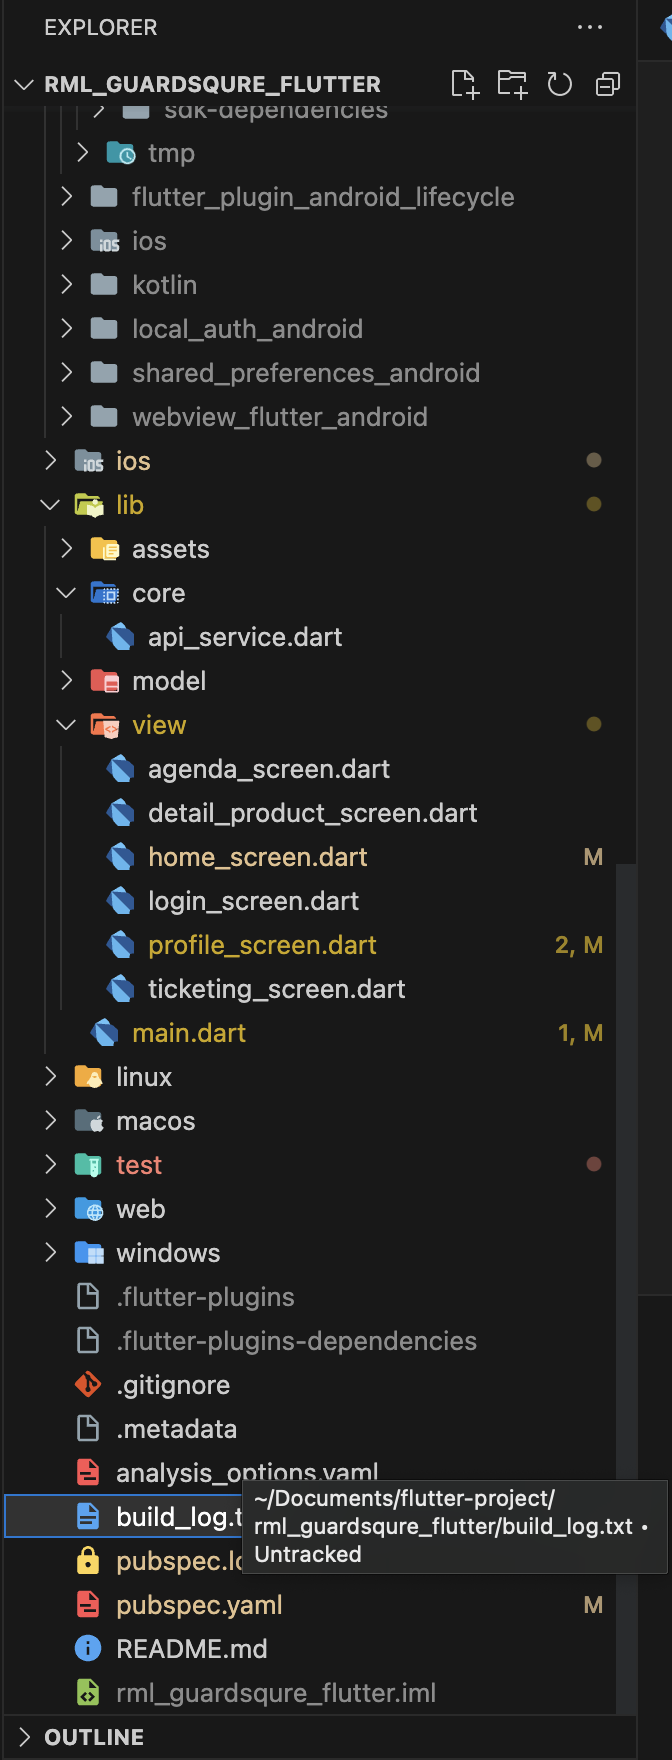 EXPLORER
RML_GUARDSQURE_FLUTTER
sdk-dependencies
tmp
flutter_plugin_android_lifecycle
ios
kotlin
local_auth_android
shared_preferences_android
webview_flutter_android
ios
lib
assets
core
api_service.dart
model
view
agenda_screen.dart
detail_product_screen.dart
home_screen.dart M
login_screen.dart
profile_screen.dart 2, M
ticketing_screen.dart
main.dart 1, M
linux
macos
test
web
windows
.flutter-plugins
.flutter-plugins-dependencies
.gitignore
.metadata
analysis_options.yaml
build_log.t
~/Documents/flutter-project/
rml_guardsqure_flutter/build_log.txt •
Untracked
pubspec.lo
pubspec.yaml M
README.md
rml_guardsqure_flutter.iml
OUTLINE